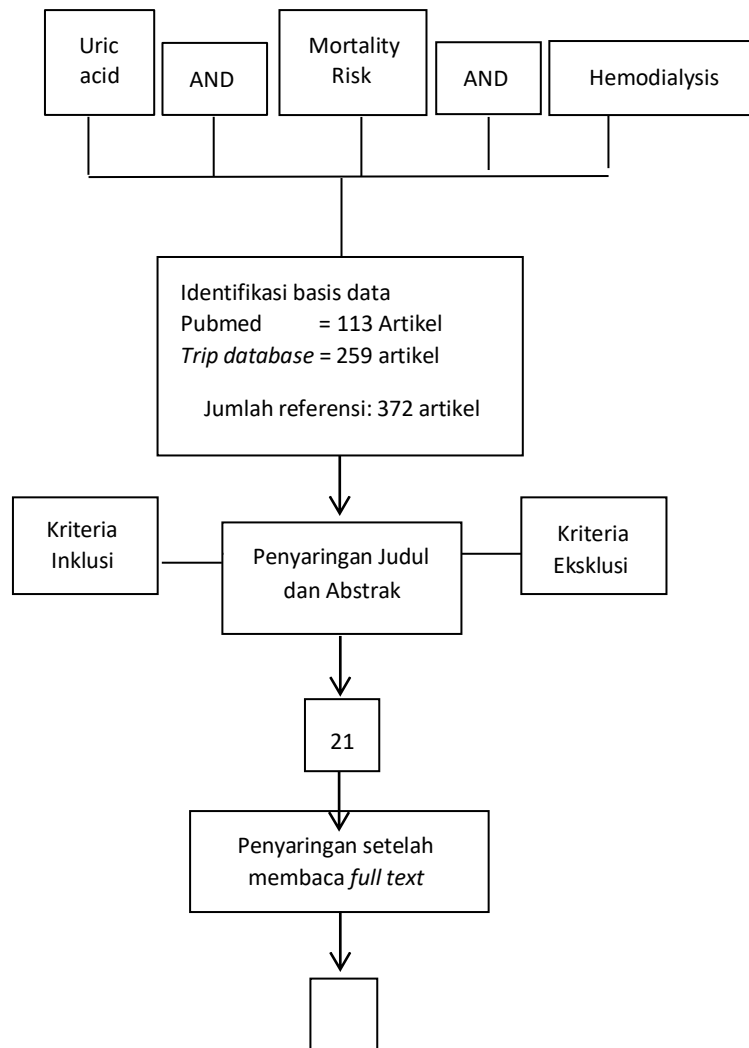 Uric
acid
AND
Mortality
Risk
AND
Hemodialysis
Identifikasi basis data
Pubmed = 113 Artikel
Trip database = 259 artikel
Jumlah referensi: 372 artikel
Kriteria
Inklusi
Penyaringan Judul
dan Abstrak
Kriteria
Eksklusi
21
Penyaringan setelah
membaca full text